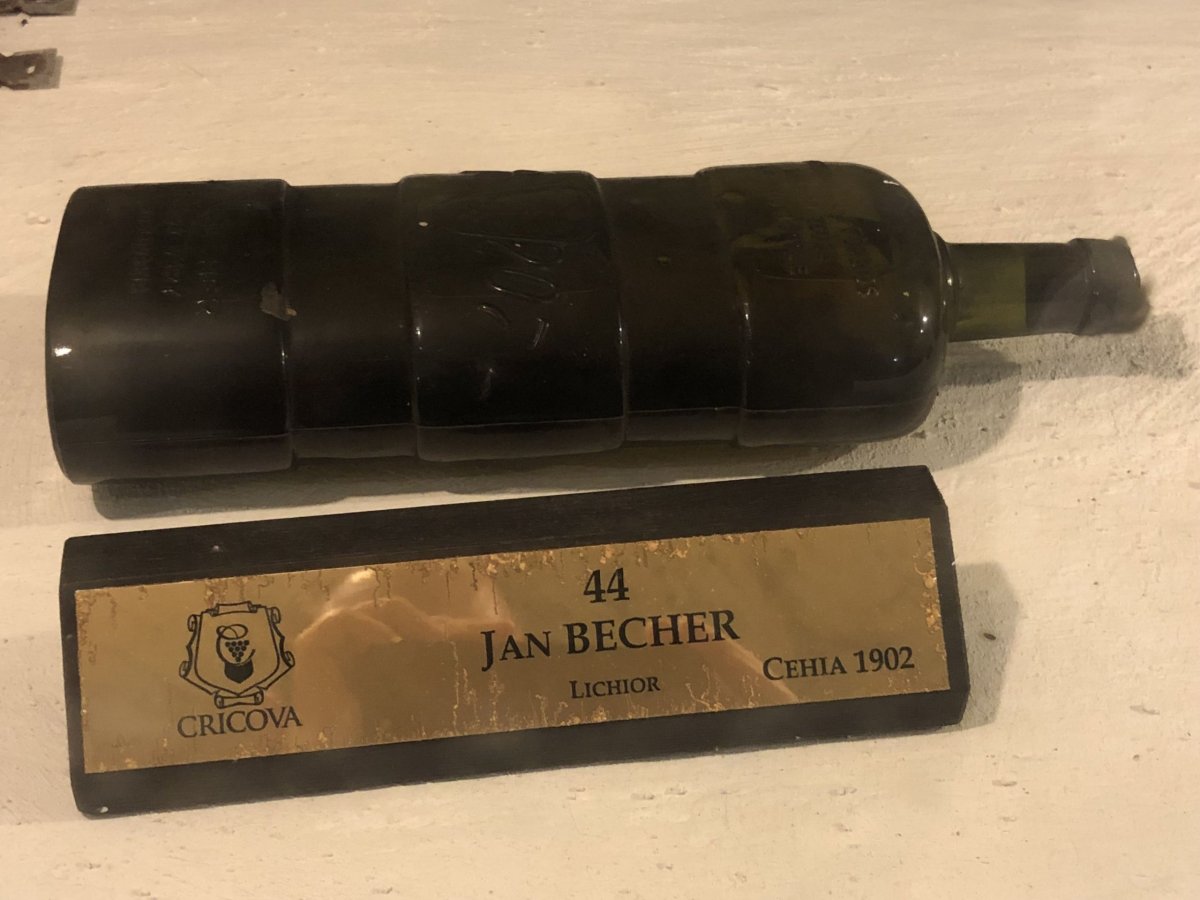 44
JAN BECHER
LICHIOR
CEHIA 1902
CRICOVA